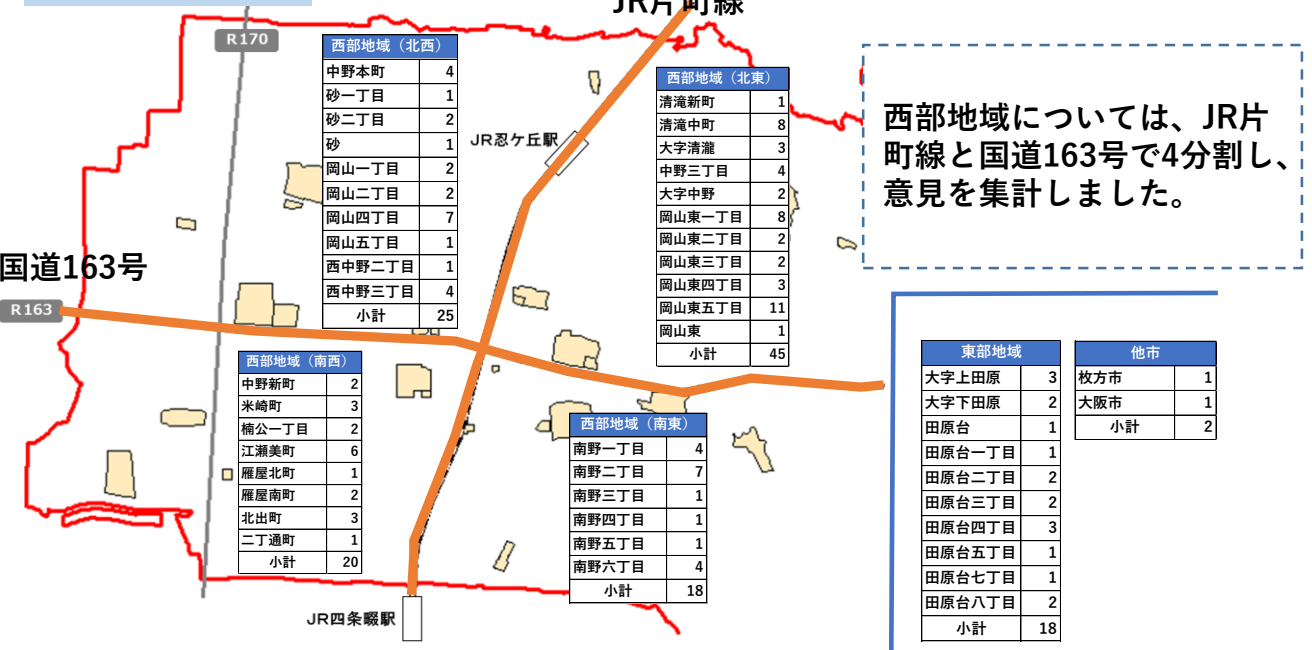 JR片町線
R170
西部地域（北西）
中野本町 4
砂一丁目 1
砂二丁目 2
砂 1
岡山一丁目 2
岡山二丁目 2
岡山四丁目 7
岡山五丁目 1
西中野二丁目 1
西中野三丁目 4
小計 25
JR忍ケ丘駅
西部地域（北東）
清滝新町 1
清滝中町 8
大字清瀧 3
中野三丁目 4
大字中野 2
岡山東一丁目 8
岡山東二丁目 2
岡山東三丁目 2
岡山東四丁目 3
岡山東五丁目 11
岡山東 1
小計 45
西部地域については、JR片
町線と国道163号で4分割し、
意見を集計しました。
国道163号
R163
西部地域（南西）
中野新町 2
米崎町 3
楠公一丁目 2
江瀬美町 6
雁屋北町 1
雁屋南町 2
北出町 3
二丁通町 1
小計 20
西部地域（南東）
南野一丁目 4
南野二丁目 7
南野三丁目 1
南野四丁目 1
南野五丁目 1
南野六丁目 4
小計 18
JR四条畷駅
東部地域
大字上田原 3
大字下田原 2
田原台 1
田原台一丁目 1
田原台二丁目 2
田原台三丁目 2
田原台四丁目 3
田原台五丁目 1
田原台七丁目 1
田原台八丁目 2
小計 18
他市
枚方市 1
大阪市 1
小計 2